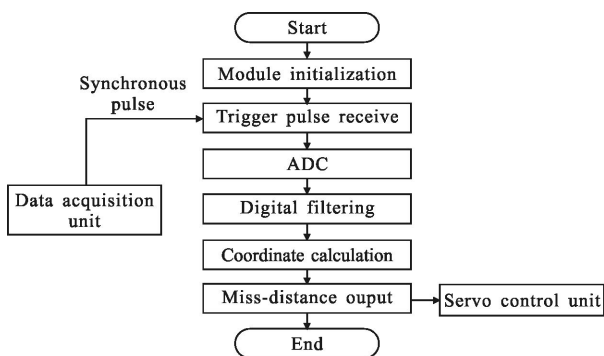 Start
Module initialization
Synchronous
pulse
Trigger pulse receive
ADC
Data acquisition
unit
Digital filtering
Coordinate calculation
Miss-distance ouput
Servo control unit
End